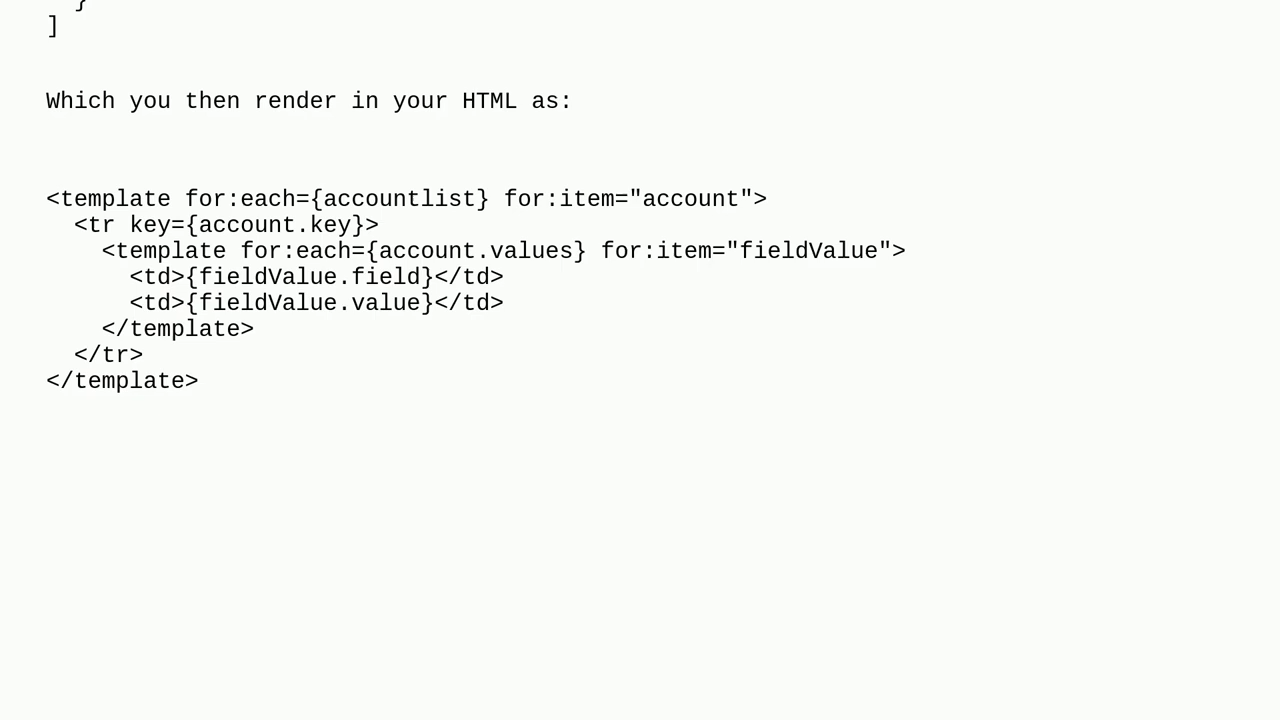 }
]
Which you then render in your HTML as:
<template for:each={accountlist} for:item="account">
  <tr key={account.key}>
    <template for:each={account.values} for:item="fieldValue">
      <td>{fieldValue.field}</td>
      <td>{fieldValue.value}</td>
    </template>
  </tr>
</template>